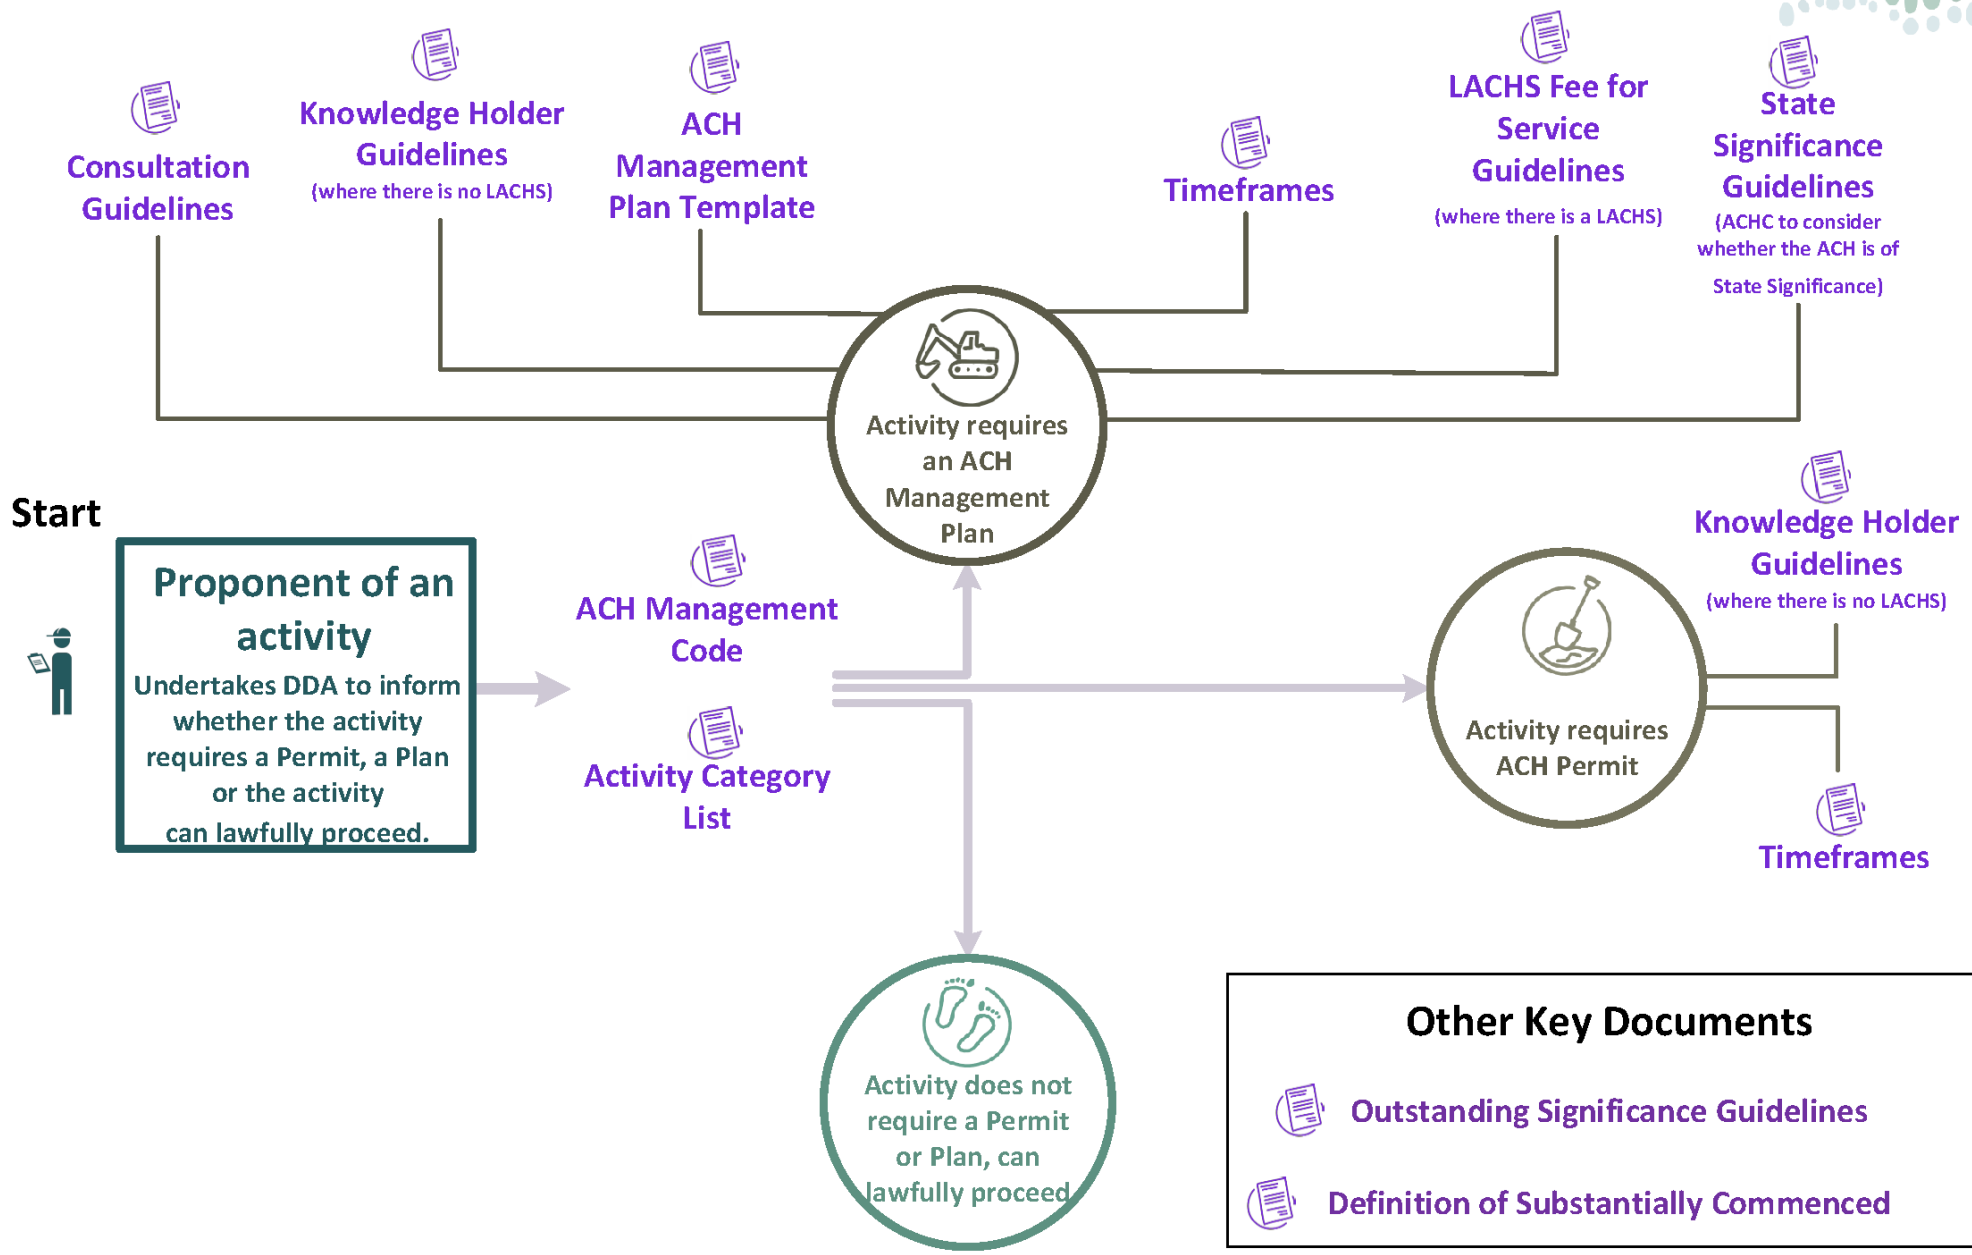 Consultation
Guidelines
Knowledge Holder
Guidelines
(where there is no LACHS)
ACH
Management
Plan Template
Timeframes
LACHS Fee for
Service
Guidelines
(where there is a LACHS)
State
Significance
Guidelines
(ACHC to consider
whether the ACH is of
State Significance)
Activity requires
an ACH
Management
Plan
Start
Proponent of an
activity
Undertakes DDA to inform
whether the activity
requires a Permit, a Plan
or the activity
can lawfully proceed.
ACH Management
Code
Activity Category
List
Activity requires
ACH Permit
Knowledge Holder
Guidelines
(where there is no LACHS)
Timeframes
Activity does not
require a Permit
or Plan, can
lawfully proceed
Other Key Documents
Outstanding Significance Guidelines
Definition of Substantially Commenced